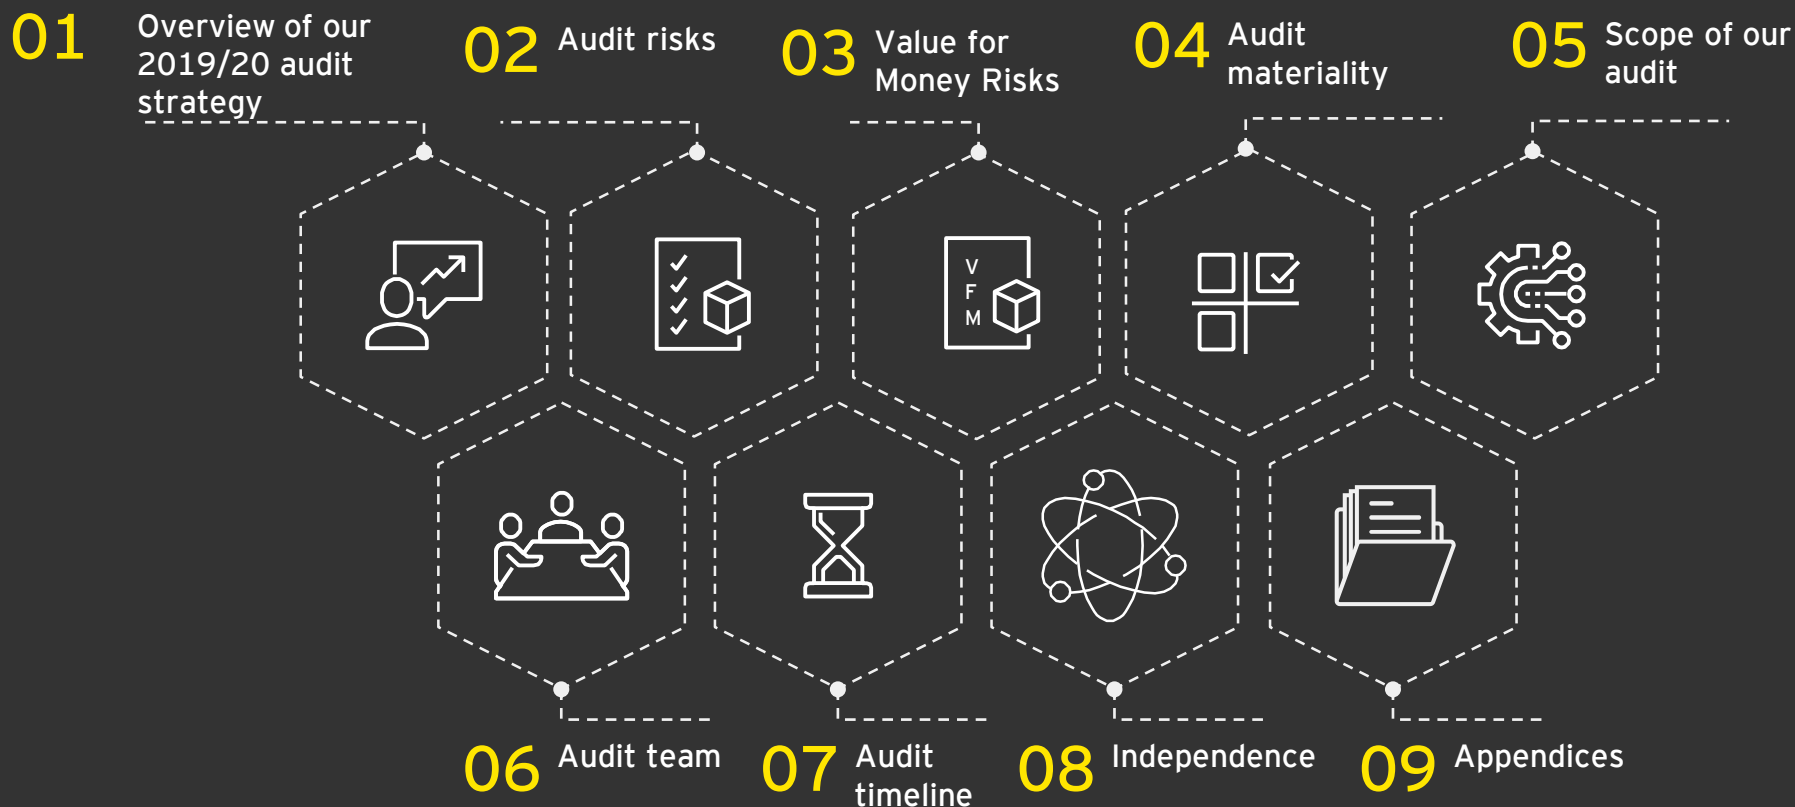 01
Overview of our
2019/20 audit
strategy
02
Audit risks
03
Value for
Money Risks
04
Audit
materiality
05
Scope of our
audit
V
F
M
06
Audit team
07
Audit
timeline
08
Independence
09
Appendices